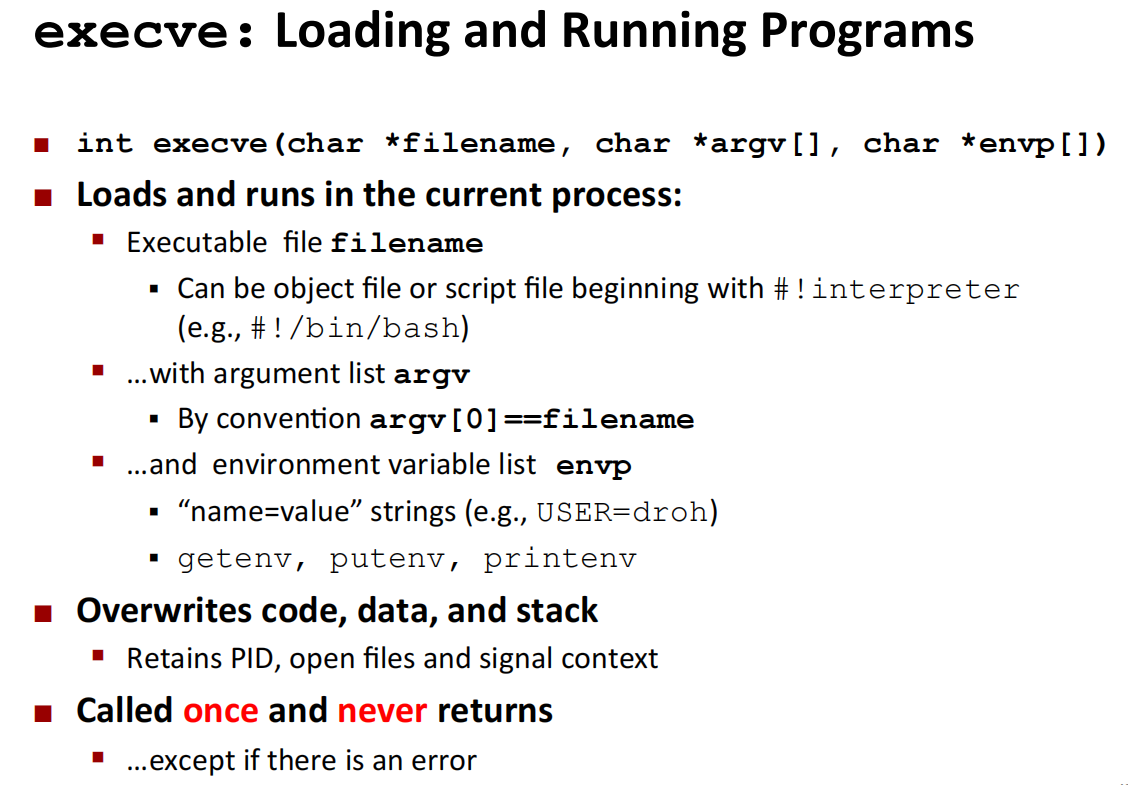 execve: Loading and Running Programs
int execve(char *filename, char *argv[], char *envp[])
Loads and runs in the current process:
Executable file filename
Can be object file or script file beginning with #!interpreter
(e.g., #!/bin/bash)
…with argument list argv
By convention argv[0]==filename
…and environment variable list envp
“name=value” strings (e.g., USER=droh)
getenv, putenv, printenv
Overwrites code, data, and stack
Retains PID, open files and signal context
Called once and never returns
…except if there is an error